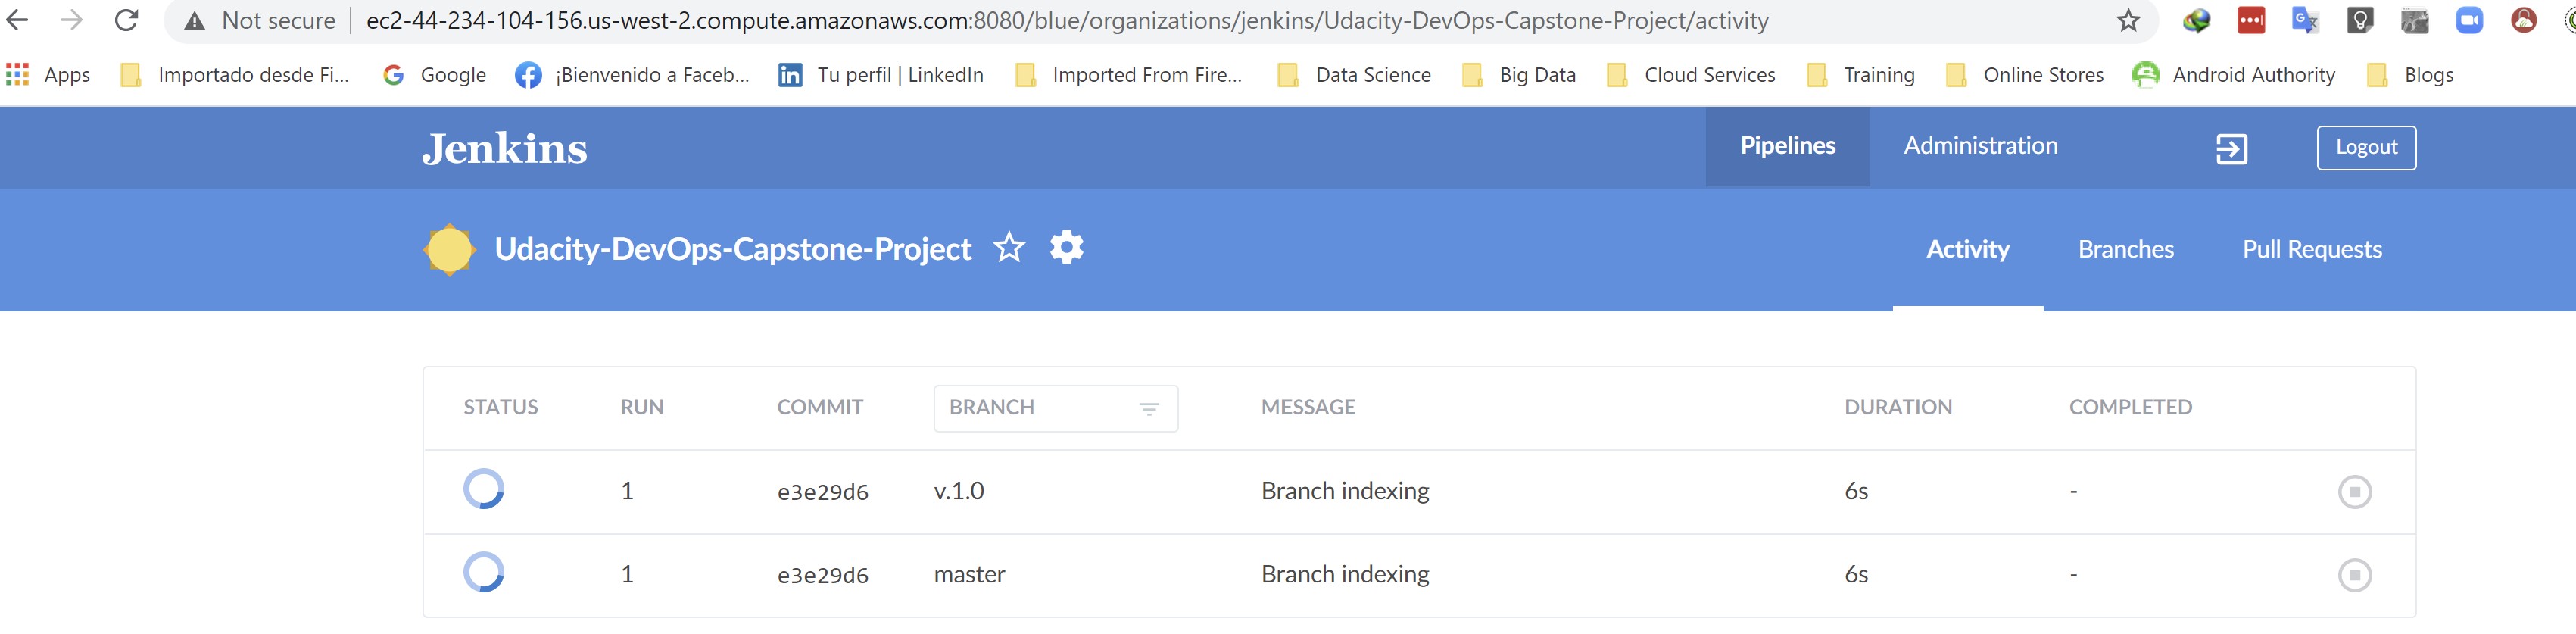 Not secure | ec2-44-234-104-156.us-west-2.compute.amazonaws.com:8080/blue/organizations/jenkins/Udacity-DevOps-Capstone-Project/activity
Apps Importado desde Fi... Google ¡Bienvenido a Faceb... Tu perfil | LinkedIn Imported From Fire... Data Science Big Data Cloud Services Training Online Stores Android Authority Blogs
Jenkins Pipelines Administration Logout
Udacity-DevOps-Capstone-Project Activity Branches Pull Requests
STATUS RUN COMMIT BRANCH MESSAGE DURATION COMPLETED
1 e3e29d6 v.1.0 Branch indexing 6s -
1 e3e29d6 master Branch indexing 6s -